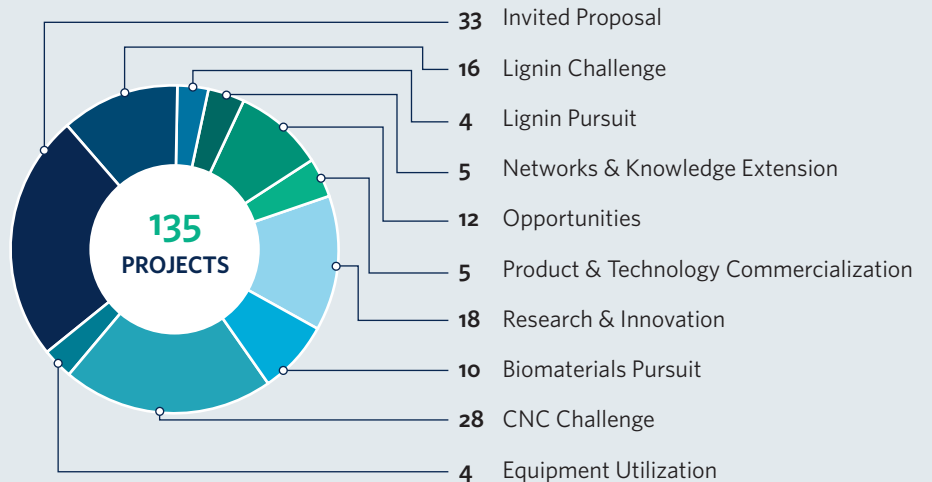 33 Invited Proposal
16 Lignin Challenge
4 Lignin Pursuit
5 Networks & Knowledge Extension
12 Opportunities
5 Product & Technology Commercialization
18 Research & Innovation
10 Biomaterials Pursuit
28 CNC Challenge
4 Equipment Utilization
135
PROJECTS